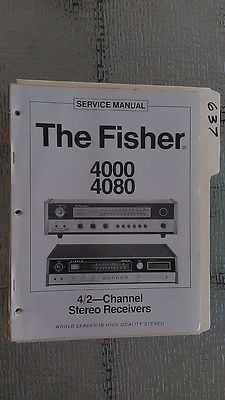 SERVICE MANUAL
The Fisher®
4000
4080
4/2—Channel
Stereo Receivers
WORLD LEADER IN HIGH QUALITY STEREO
637